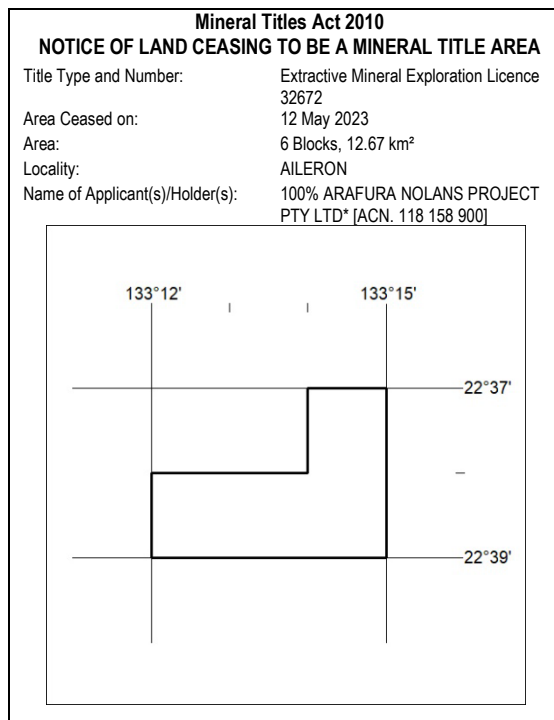 Mineral Titles Act 2010
NOTICE OF LAND CEASING TO BE A MINERAL TITLE AREA
Title Type and Number: Extractive Mineral Exploration Licence
32672
Area Ceased on: 12 May 2023
Area: 6 Blocks, 12.67 km²
Locality: AILERON
Name of Applicant(s)/Holder(s): 100% ARAFURA NOLANS PROJECT
PTY LTD* [ACN. 118 158 900]
133°12' 133°15'
22°37'
22°39'